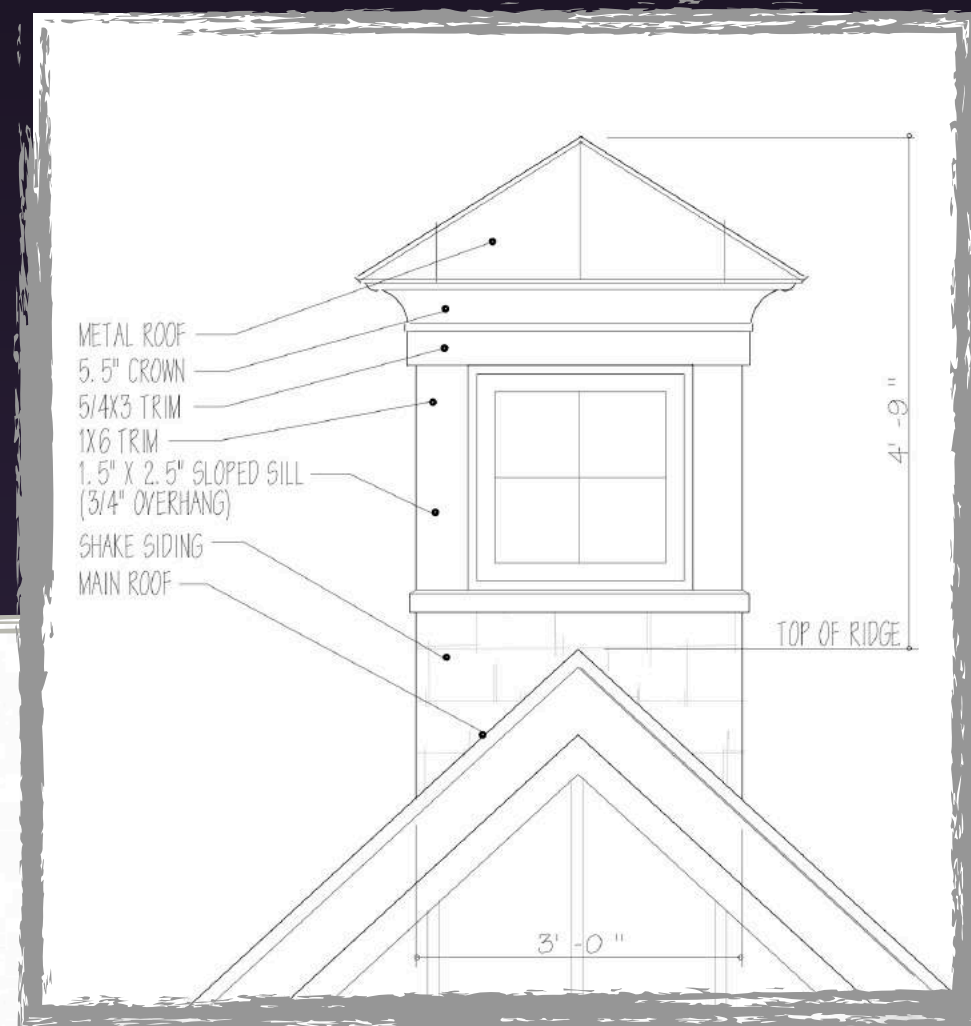 METAL ROOF
5.5" CROWN
5/4X3 TRIM
1X6 TRIM
1.5" X 2.5" SLOPED SILL
(3/4" OVERHANG)
SHAKE SIDING
MAIN ROOF
4'-9"
TOP OF RIDGE
3'-0"